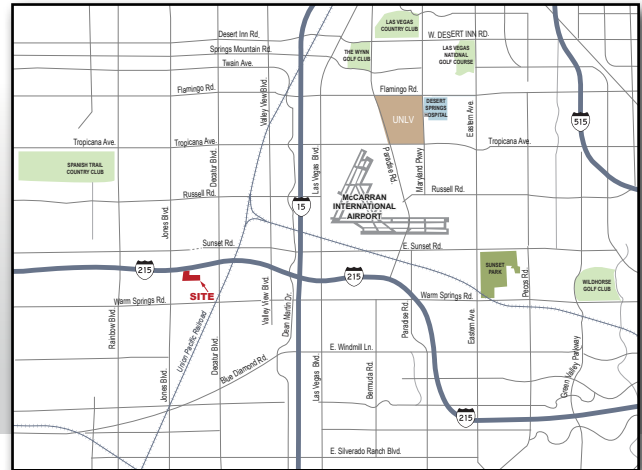 LAS VEGAS
COUNTRY CLUB
Desert Inn Rd.
W. DESERT INN RD.
Springs Mountain Rd.
THE WYNN
GOLF CLUB
LAS VEGAS
NATIONAL
GOLF COURSE
Twain Ave.
Flamingo Rd.
Flamingo Rd.
Valley View Blvd.
DESERT
SPRINGS
HOSPITAL
UNLV
Eastern Ave.
515
Tropicana Ave.
Tropicana Ave.
Tropicana Ave.
Decatur Blvd.
Las Vegas Blvd.
Paradise Rd
Maryland Pkwy.
SPANISH TRAIL
COUNTRY CLUB
Russell Rd.
Russell Rd.
McCARRAN
INTERNATIONAL
AIRPORT
15
Jones Blvd.
Sunset Rd.
E. Sunset Rd.
215
215
SUNSET
PARK
Pecos Rd.
WILDHORSE
GOLF CLUB
SITE
Warm Springs Rd.
Warm Springs Rd.
Rainbow Blvd.
Union Pacific Railroad
Decatur Blvd.
Valley View Blvd.
Dean Martin Dr.
Paradise Rd.
Eastern Ave.
Jones Blvd.
Blue Diamond Rd.
Las Vegas Blvd.
E. Windmill Ln.
Bermuda Rd.
Green Valley Parkway
215
E. Silverado Ranch Blvd.